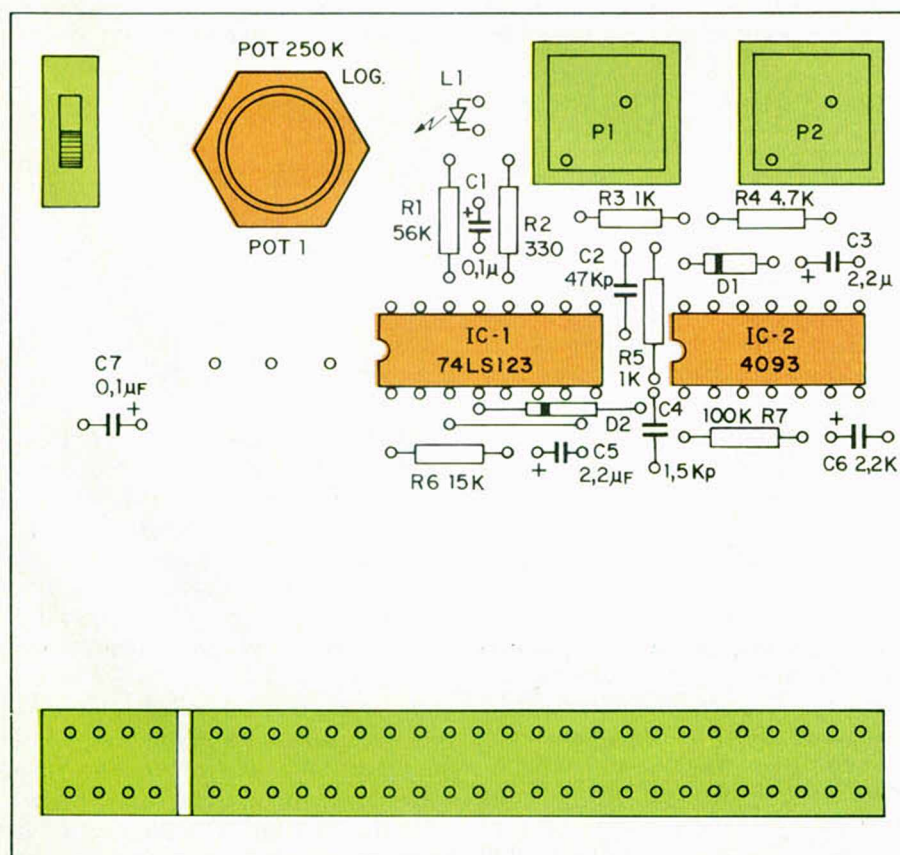 POT 250 K
LOG.
POT 1
L1
P1
P2
R1
56K
C1
+
0,1µ
R2
330
R3 1K
R4 4.7K
C2
47Kp
D1
C3
+
2,2µ
IC-1
74LS123
R5
1K
IC-2
4093
C7
0,1µF
+
D2
C4
1,5Kp
100K R7
+
C6 2,2K
R6 15K
+
C5
2,2µF